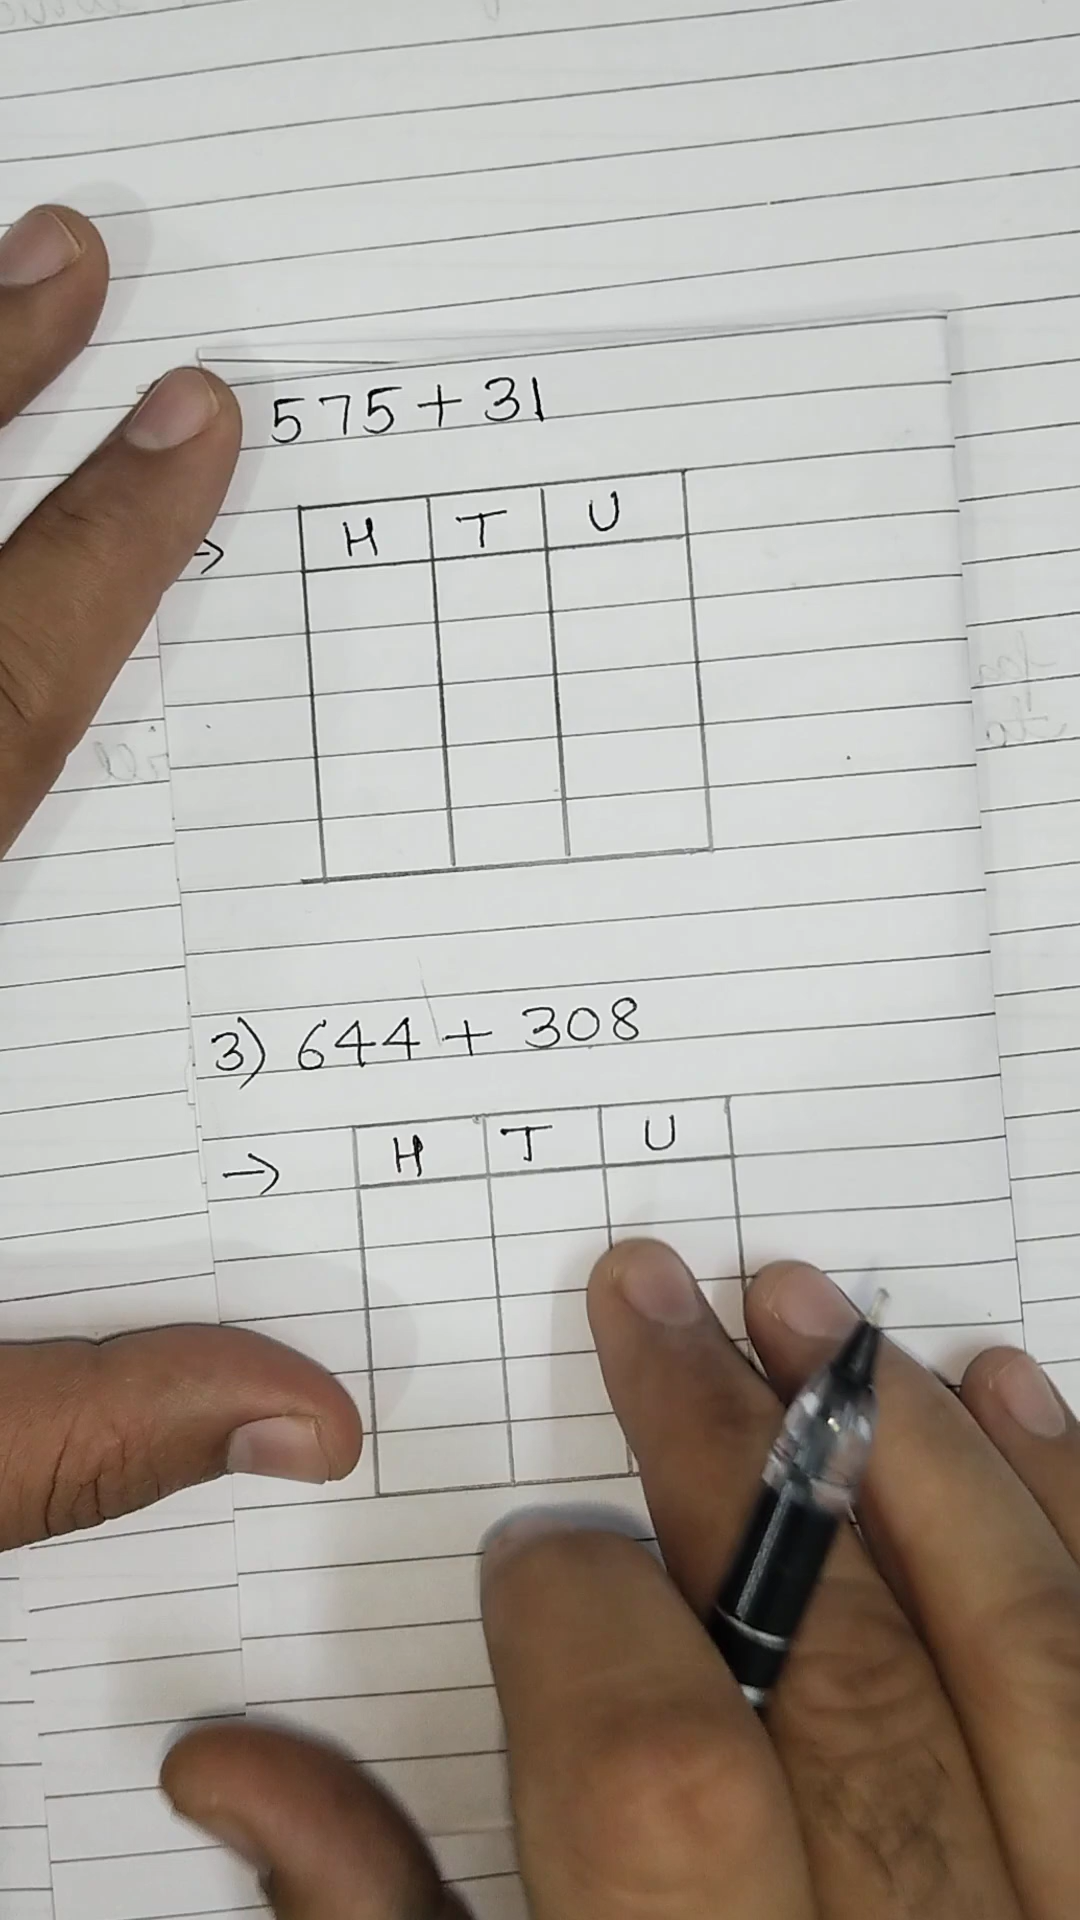 575 + 31
H T U
→
3) 644 + 308
H T U
→